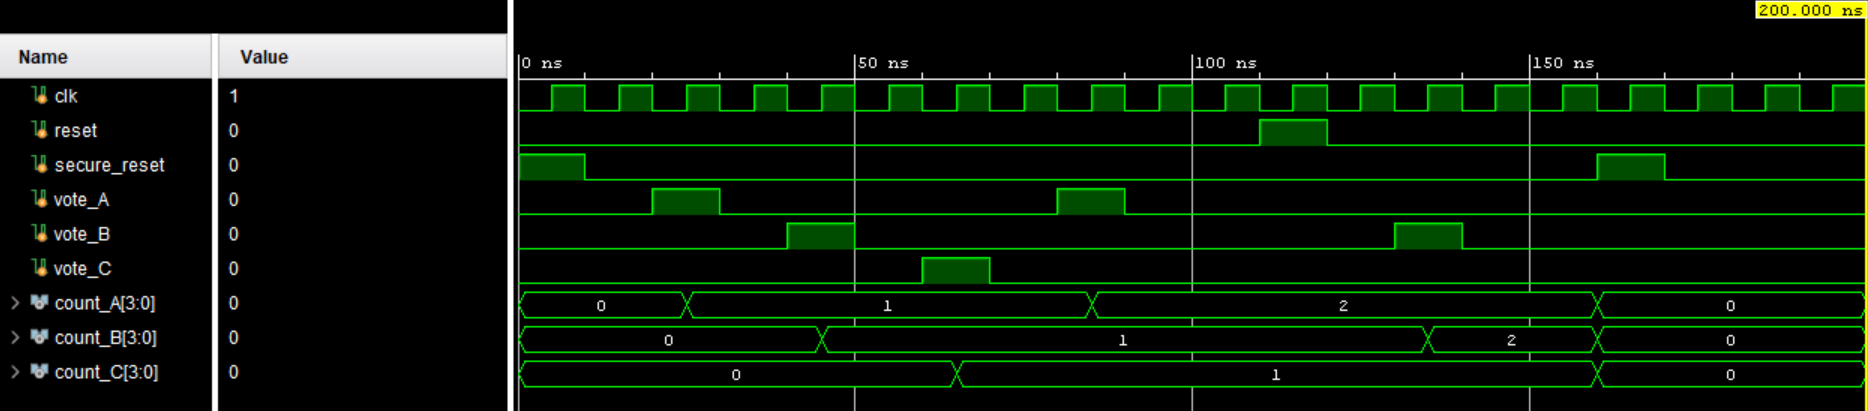 200.000 ns
Name Value
0 ns 50 ns 100 ns 150 ns
clk 1
reset 0
secure_reset 0
vote_A 0
vote_B 0
vote_C 0
count_A[3:0] 0 0 1 2 0
count_B[3:0] 0 0 1 2 0
count_C[3:0] 0 0 1 0